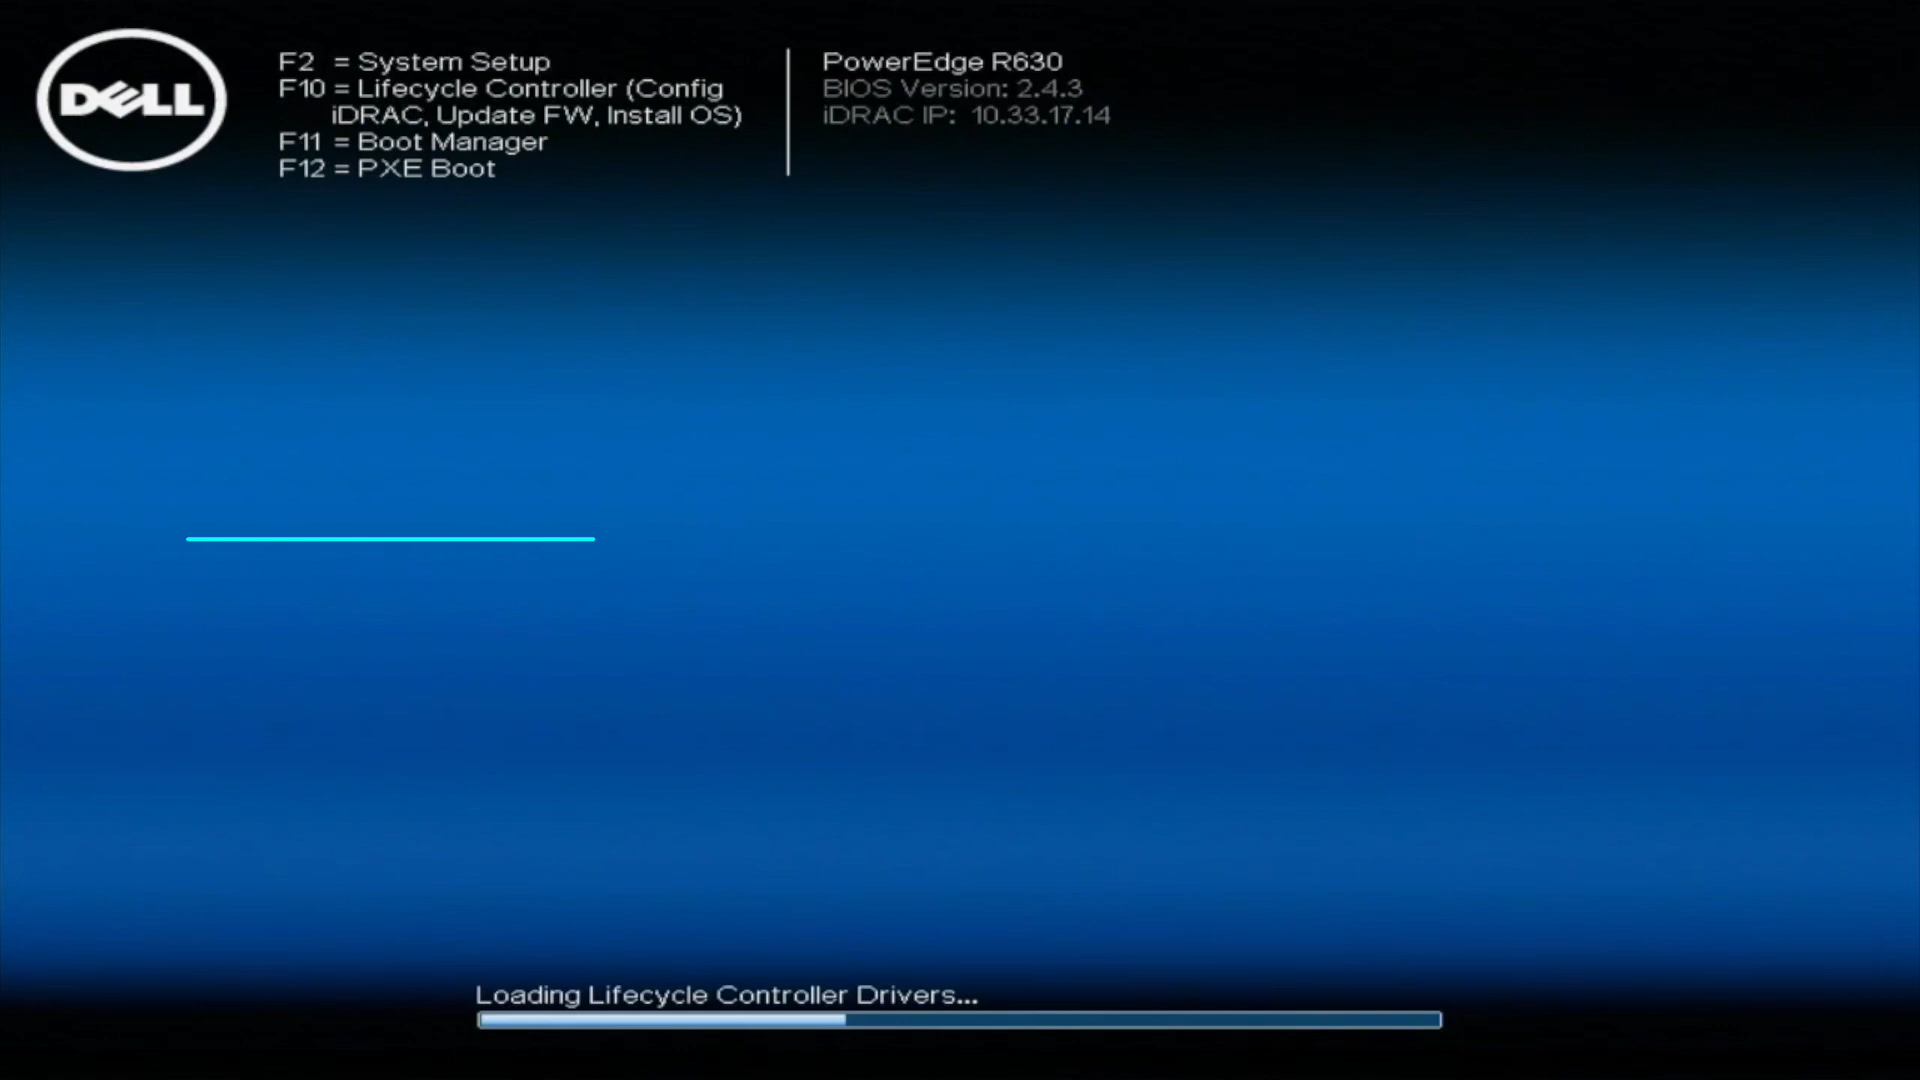 DELL
F2 = System Setup
F10 = Lifecycle Controller (Config
iDRAC, Update FW, Install OS)
F11 = Boot Manager
F12 = PXE Boot
PowerEdge R630
BIOS Version: 2.4.3
iDRAC IP: 10.33.17.14
Loading Lifecycle Controller Drivers...